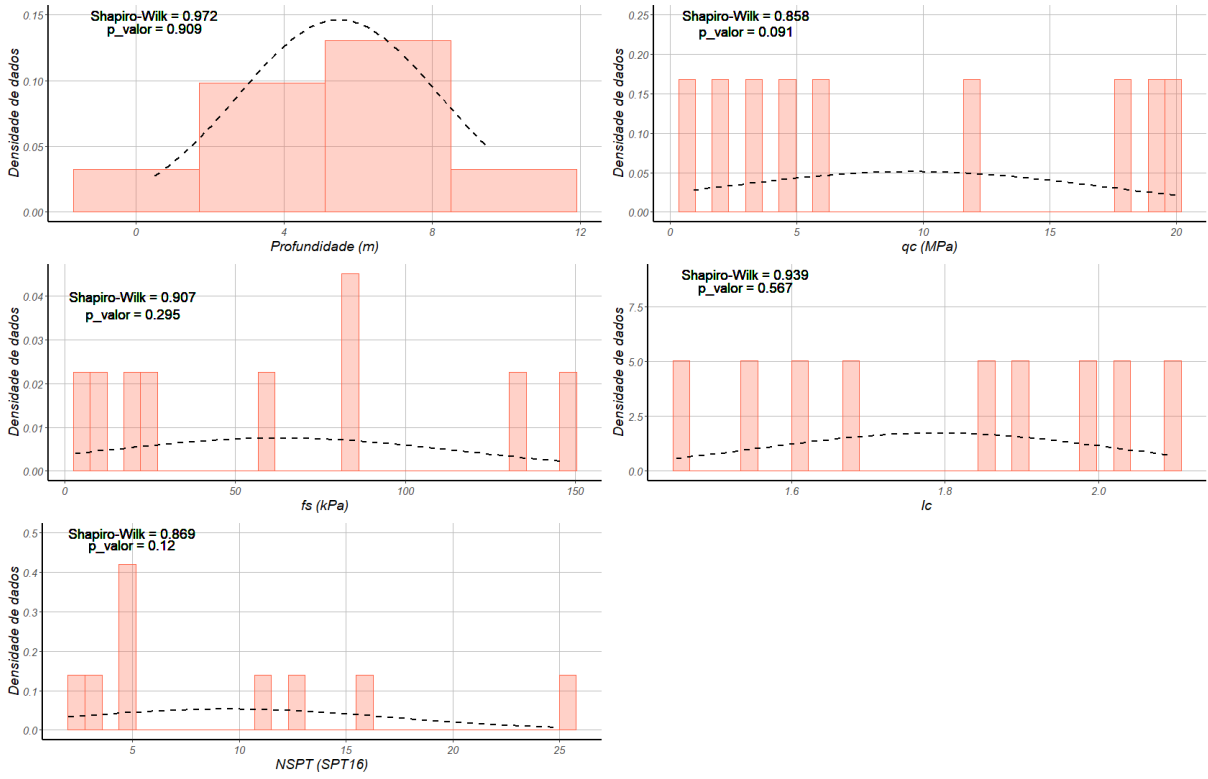 Shapiro-Wilk = 0.972
p_valor = 0.909
Densidade de dados
0.15
0.10
0.05
0.00
0 4 8 12
Profundidade (m)
Shapiro-Wilk = 0.858
p_valor = 0.091
Densidade de dados
0.25
0.20
0.15
0.10
0.05
0.00
0 5 10 15 20
qc (MPa)
Shapiro-Wilk = 0.907
p_valor = 0.295
Densidade de dados
0.04
0.03
0.02
0.01
0.00
0 50 100 150
fs (kPa)
Shapiro-Wilk = 0.939
p_valor = 0.567
Densidade de dados
7.5
5.0
2.5
0.0
1.6 1.8 2.0
Ic
Shapiro-Wilk = 0.869
p_valor = 0.12
Densidade de dados
0.5
0.4
0.3
0.2
0.1
0.0
5 10 15 20 25
NSPT (SPT16)